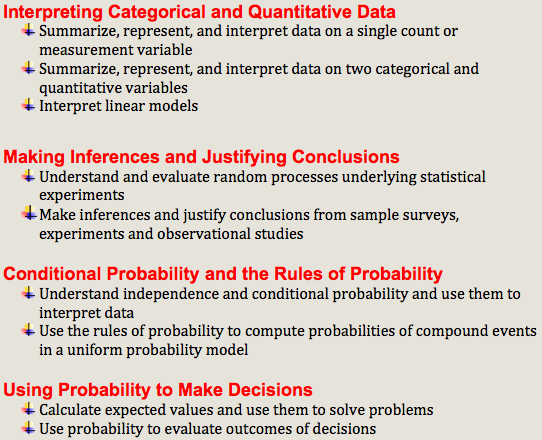 Interpreting Categorical and Quantitative Data
Summarize, represent, and interpret data on a single count or
measurement variable
Summarize, represent, and interpret data on two categorical and
quantitative variables
Interpret linear models
Making Inferences and Justifying Conclusions
Understand and evaluate random processes underlying statistical
experiments
Make inferences and justify conclusions from sample surveys,
experiments and observational studies
Conditional Probability and the Rules of Probability
Understand independence and conditional probability and use them to
interpret data
Use the rules of probability to compute probabilities of compound events
in a uniform probability model
Using Probability to Make Decisions
Calculate expected values and use them to solve problems
Use probability to evaluate outcomes of decisions